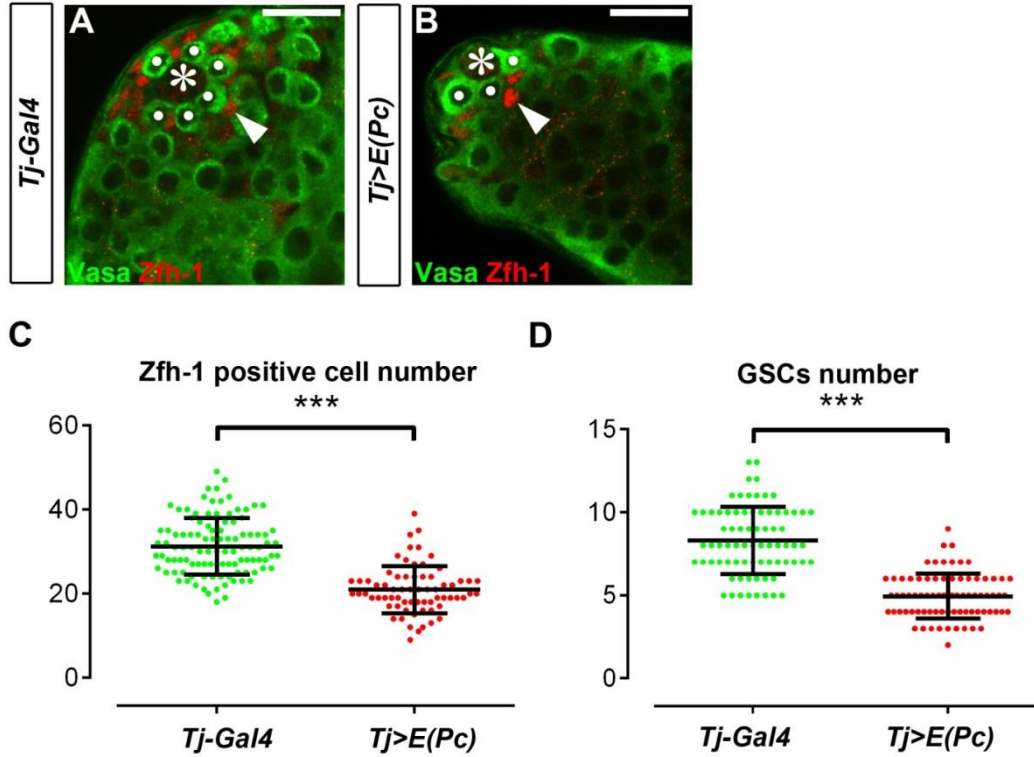 A
Tj-Gal4
*
Vasa Zfh-1
B
Tj>E(Pc)
*
Vasa Zfh-1
C
Zfh-1 positive cell number
***
60
40
20
0
Tj-Gal4 Tj>E(Pc)
D
GSCs number
***
15
10
5
0
Tj-Gal4 Tj>E(Pc)